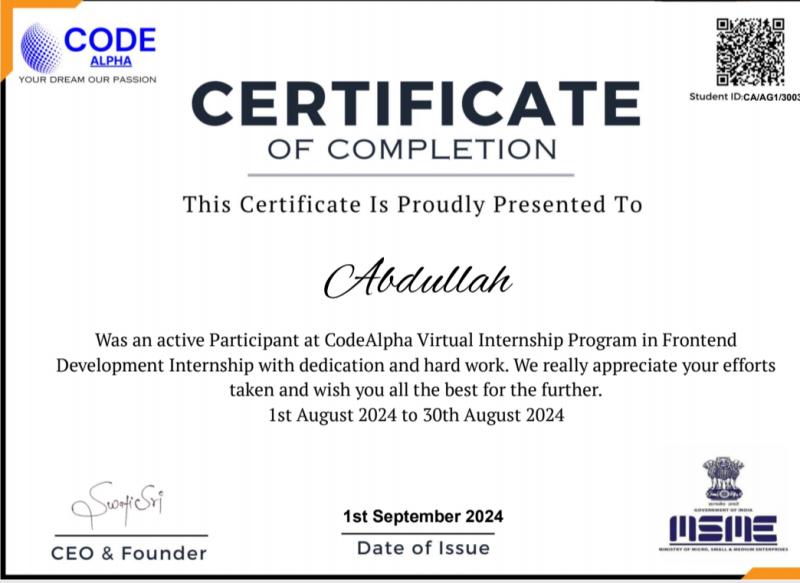 CODE
ALPHA
YOUR DREAM OUR PASSION
Student ID:CA/AG1/3003
CERTIFICATE
OF COMPLETION
This Certificate Is Proudly Presented To
Abdullah
Was an active Participant at CodeAlpha Virtual Internship Program in Frontend
Development Internship with dedication and hard work. We really appreciate your efforts
taken and wish you all the best for the further.
1st August 2024 to 30th August 2024
SwatiSri
CEO & Founder
1st September 2024
Date of Issue
सत्यमेव जयते
GOVERNMENT OF INDIA
MSME
MINISTRY OF MICRO, SMALL & MEDIUM ENTERPRISES